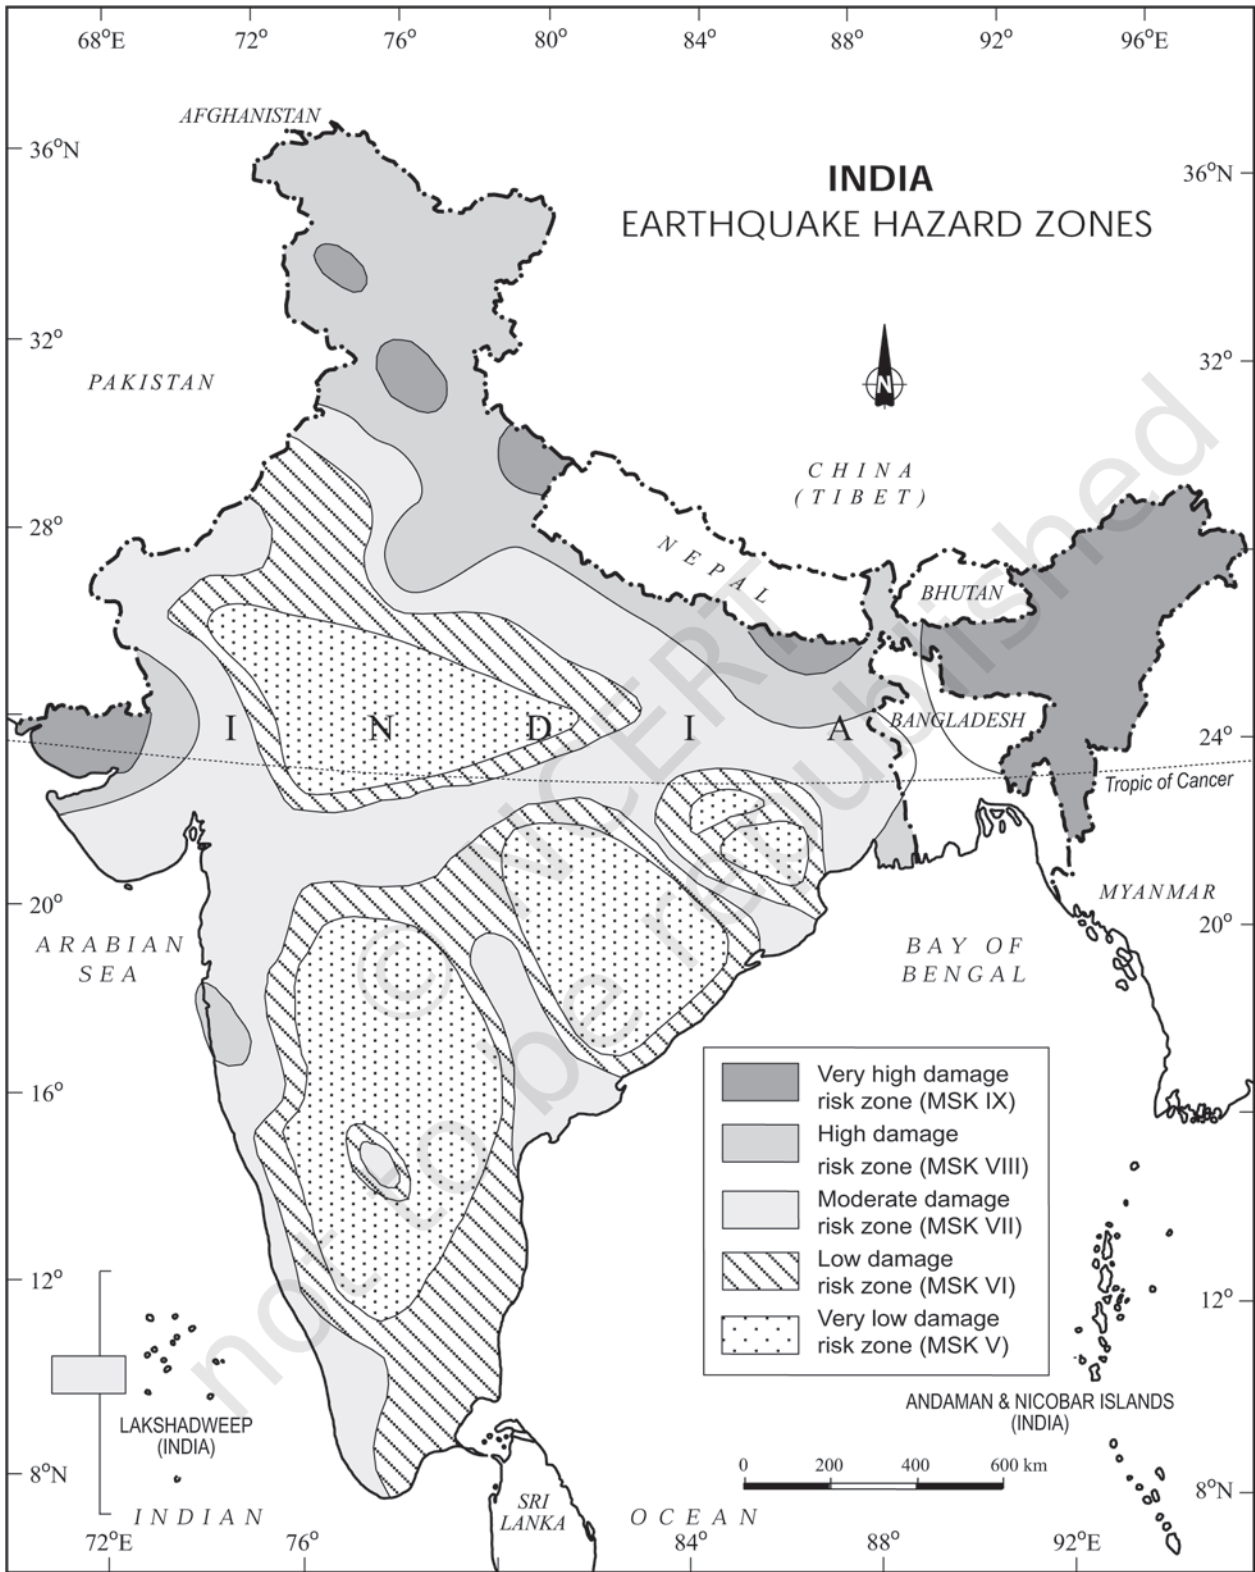 68°E 72° 76° 80° 84° 88° 92° 96°E
AFGHANISTAN
36°N
INDIA
36°N
EARTHQUAKE HAZARD ZONES
32°
32°
PAKISTAN
N
CHINA
(TIBET)
28°
NEPAL
BHUTAN
I N D I A
BANGLADESH
24°
Tropic of Cancer
20°
MYANMAR
20°
ARABIAN
SEA
BAY OF
BENGAL
16°
Very high damage
risk zone (MSK IX)
High damage
risk zone (MSK VIII)
Moderate damage
risk zone (MSK VII)
Low damage
risk zone (MSK VI)
Very low damage
risk zone (MSK V)
12°
12°
LAKSHADWEEP
(INDIA)
ANDAMAN & NICOBAR ISLANDS
(INDIA)
8°N
0 200 400 600 km
8°N
INDIAN OCEAN
SRI
LANKA
72°E 76° 84° 88° 92°E
© NCERT
not to be republished